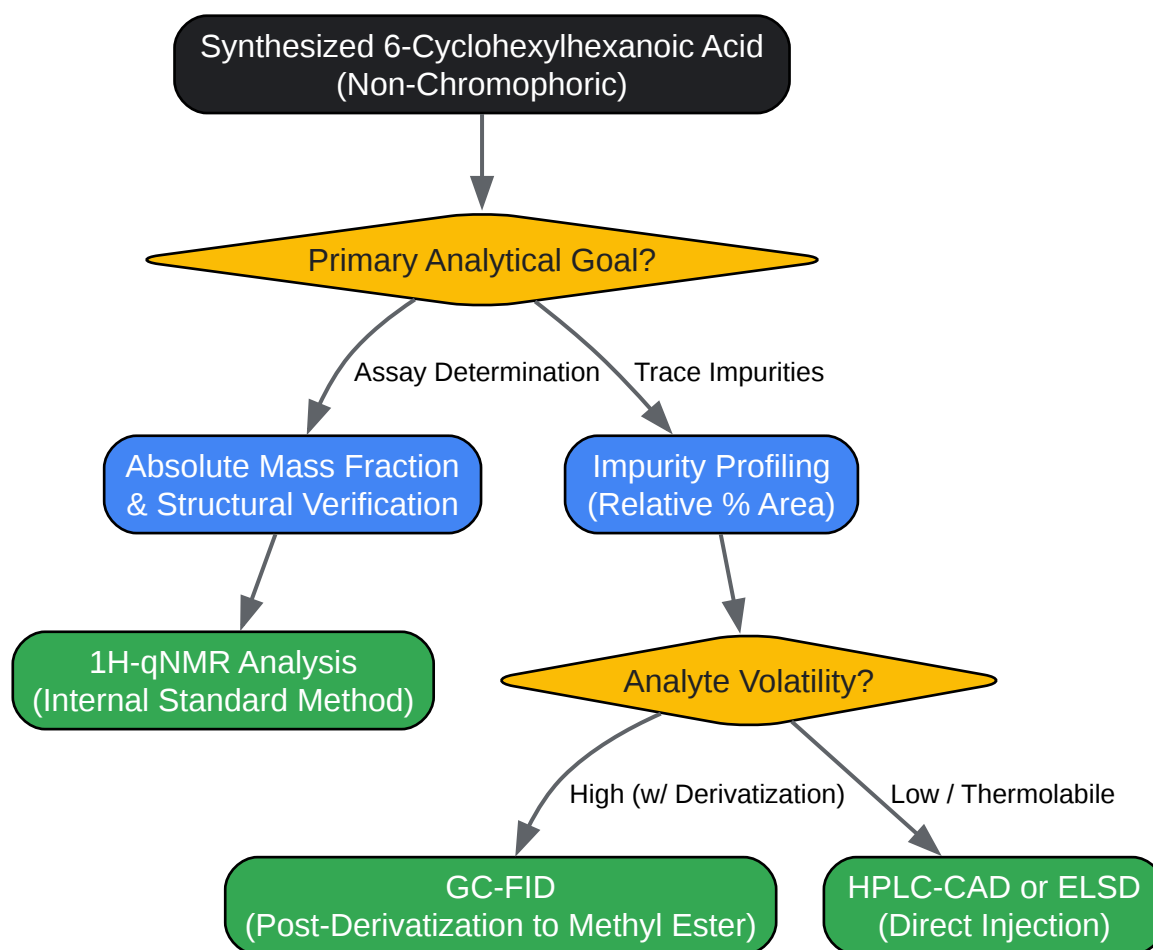 Synthesized 6-Cyclohexylhexanoic Acid
(Non-Chromophoric)
Primary Analytical Goal?
Assay Determination
Trace Impurities
Absolute Mass Fraction
& Structural Verification
Impurity Profiling
(Relative % Area)
1H-qNMR Analysis
(Internal Standard Method)
Analyte Volatility?
High (w/ Derivatization)
Low / Thermolabile
GC-FID
(Post-Derivatization to Methyl Ester)
HPLC-CAD or ELSD
(Direct Injection)